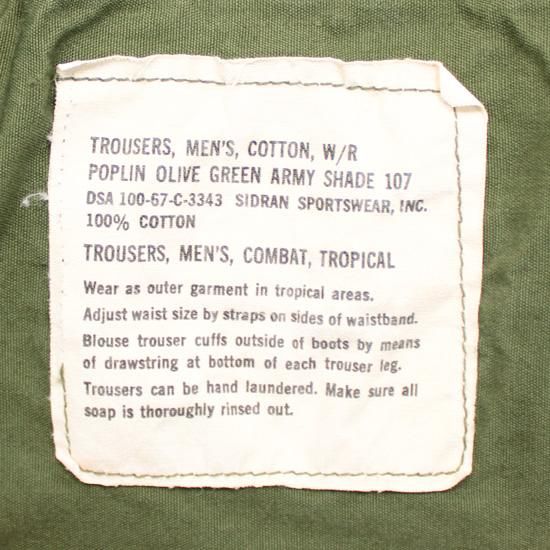 TROUSERS, MEN'S, COTTON, W/R
POPLIN OLIVE GREEN ARMY SHADE 107
DSA 100-67-C-3343 SIDRAN SPORTSWEAR, INC.
100% COTTON
TROUSERS, MEN'S, COMBAT, TROPICAL
Wear as outer garment in tropical areas.
Adjust waist size by straps on sides of waistband.
Blouse trouser cuffs outside of boots by means
of drawstring at bottom of each trouser leg.
Trousers can be hand laundered. Make sure all
soap is thoroughly rinsed out.